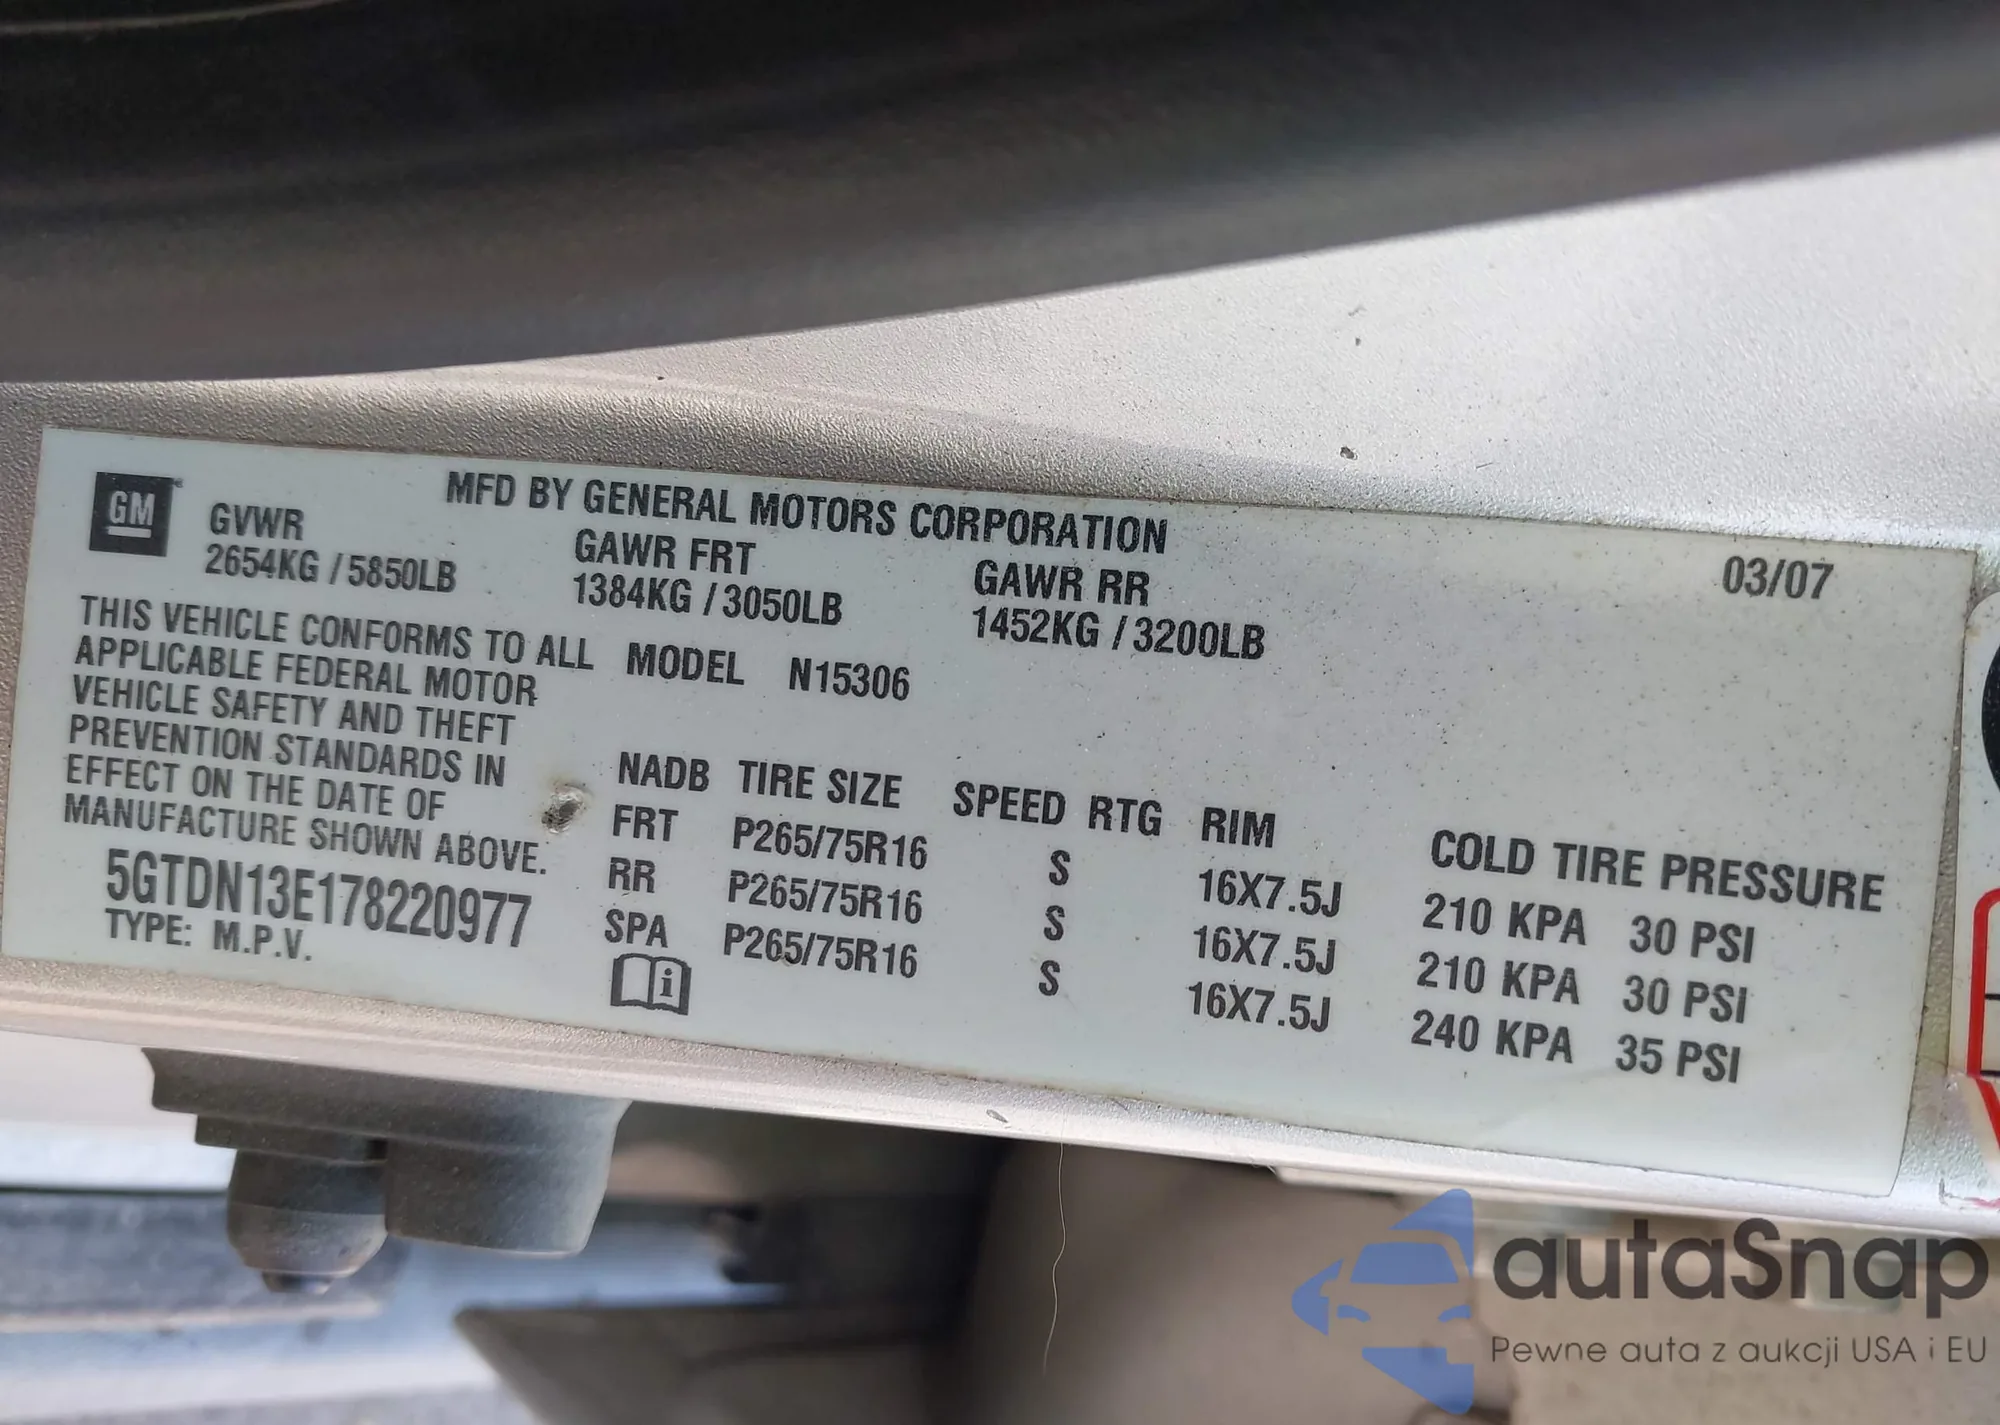 GM
MFD BY GENERAL MOTORS CORPORATION
03/07
GVWR GAWR FRT GAWR RR
2654KG / 5850LB 1384KG / 3050LB 1452KG / 3200LB
THIS VEHICLE CONFORMS TO ALL
APPLICABLE FEDERAL MOTOR
VEHICLE SAFETY AND THEFT
PREVENTION STANDARDS IN
EFFECT ON THE DATE OF
MANUFACTURE SHOWN ABOVE.
5GTDN13E178220977
TYPE: M.P.V.
MODEL N15306
NADB TIRE SIZE SPEED RTG RIM COLD TIRE PRESSURE
FRT P265/75R16 S 16X7.5J 210 KPA 30 PSI
RR P265/75R16 S 16X7.5J 210 KPA 30 PSI
SPA P265/75R16 S 16X7.5J 240 KPA 35 PSI
autaSnap
Pewne auta z aukcji USA i EU